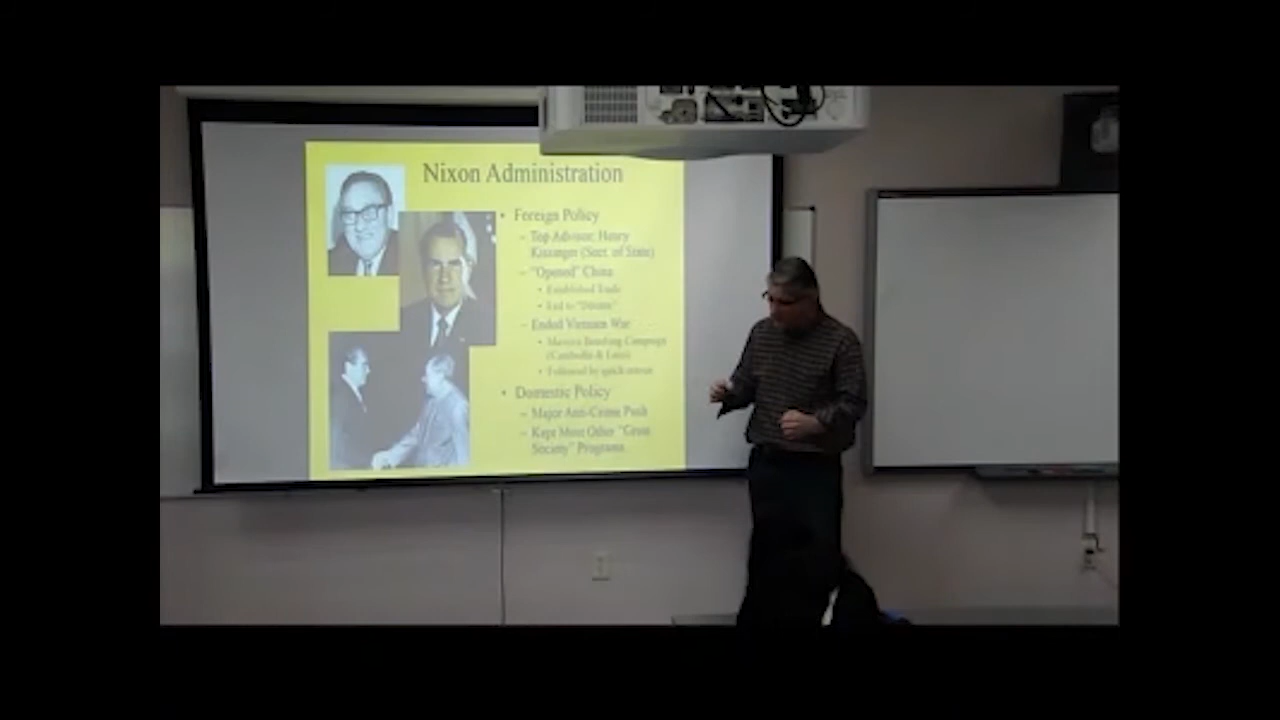 Nixon Administration
• Foreign Policy
– Top Advisor: Henry
Kissinger (Sect. of State)
– "Opened" China
• Established Trade
• Led to "Détente"
– Ended Vietnam War
• Massive Bombing Campaign
(Cambodia & Laos)
• Followed by quick retreat
• Domestic Policy
– Major Anti-Crime Push
– Kept Most Other "Great
Society" Programs